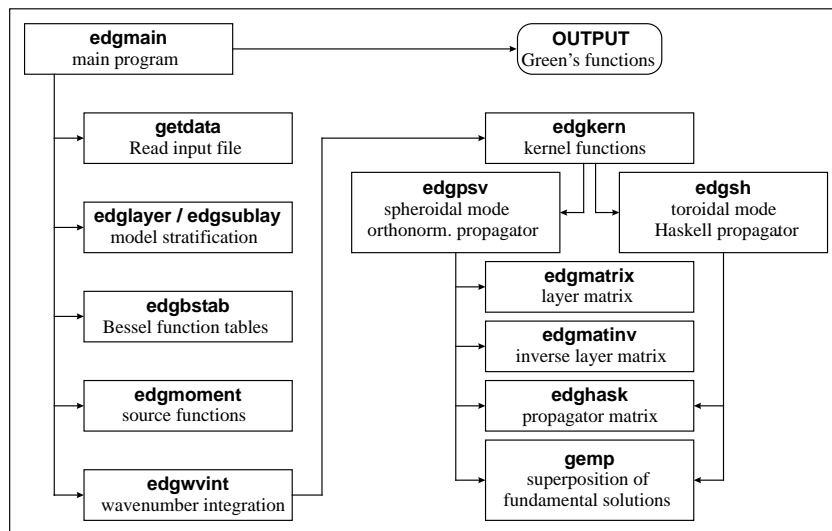 edgmain
main program
OUTPUT
Green's functions
getdata
Read input file
edglayer / edgsublay
model stratification
edgbstab
Bessel function tables
edgmoment
source functions
edgwvint
wavenumber integration
edgkern
kernel functions
edgpsv
spheroidal mode
orthonorm. propagator
edgsh
toroidal mode
Haskell propagator
edgmatrix
layer matrix
edgmatinv
inverse layer matrix
edghask
propagator matrix
gemp
superposition of
fundamental solutions